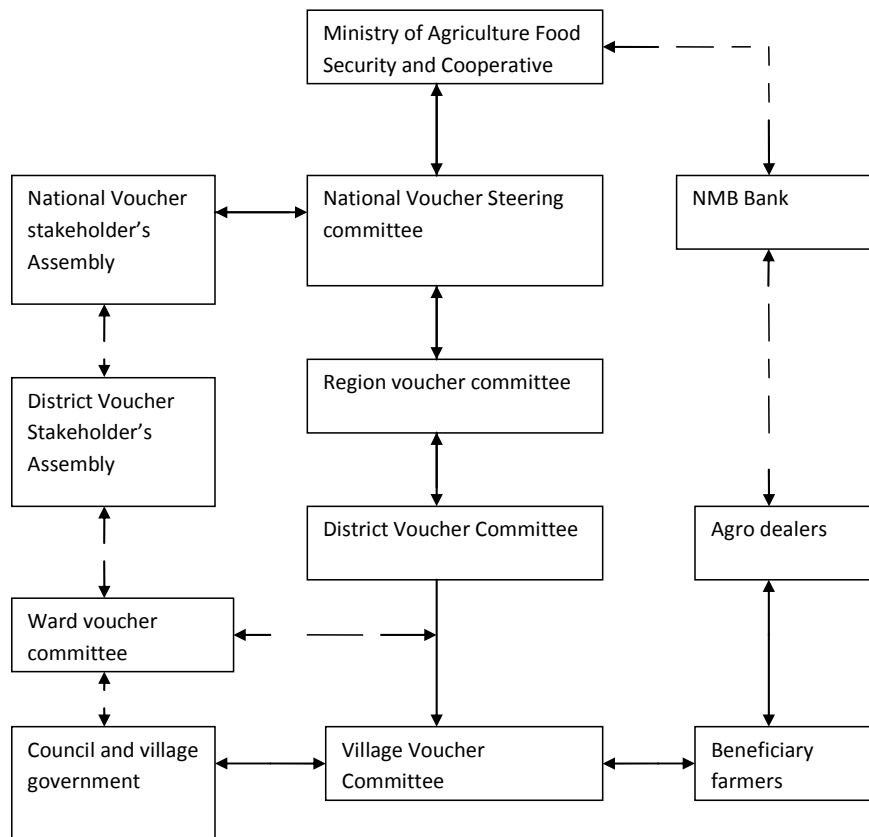 Ministry of Agriculture Food
Security and Cooperative
National Voucher
stakeholder’s
Assembly
National Voucher Steering
committee
NMB Bank
Region voucher committee
District Voucher
Stakeholder’s
Assembly
District Voucher Committee
Agro dealers
Ward voucher
committee
Council and village
government
Village Voucher
Committee
Beneficiary
farmers